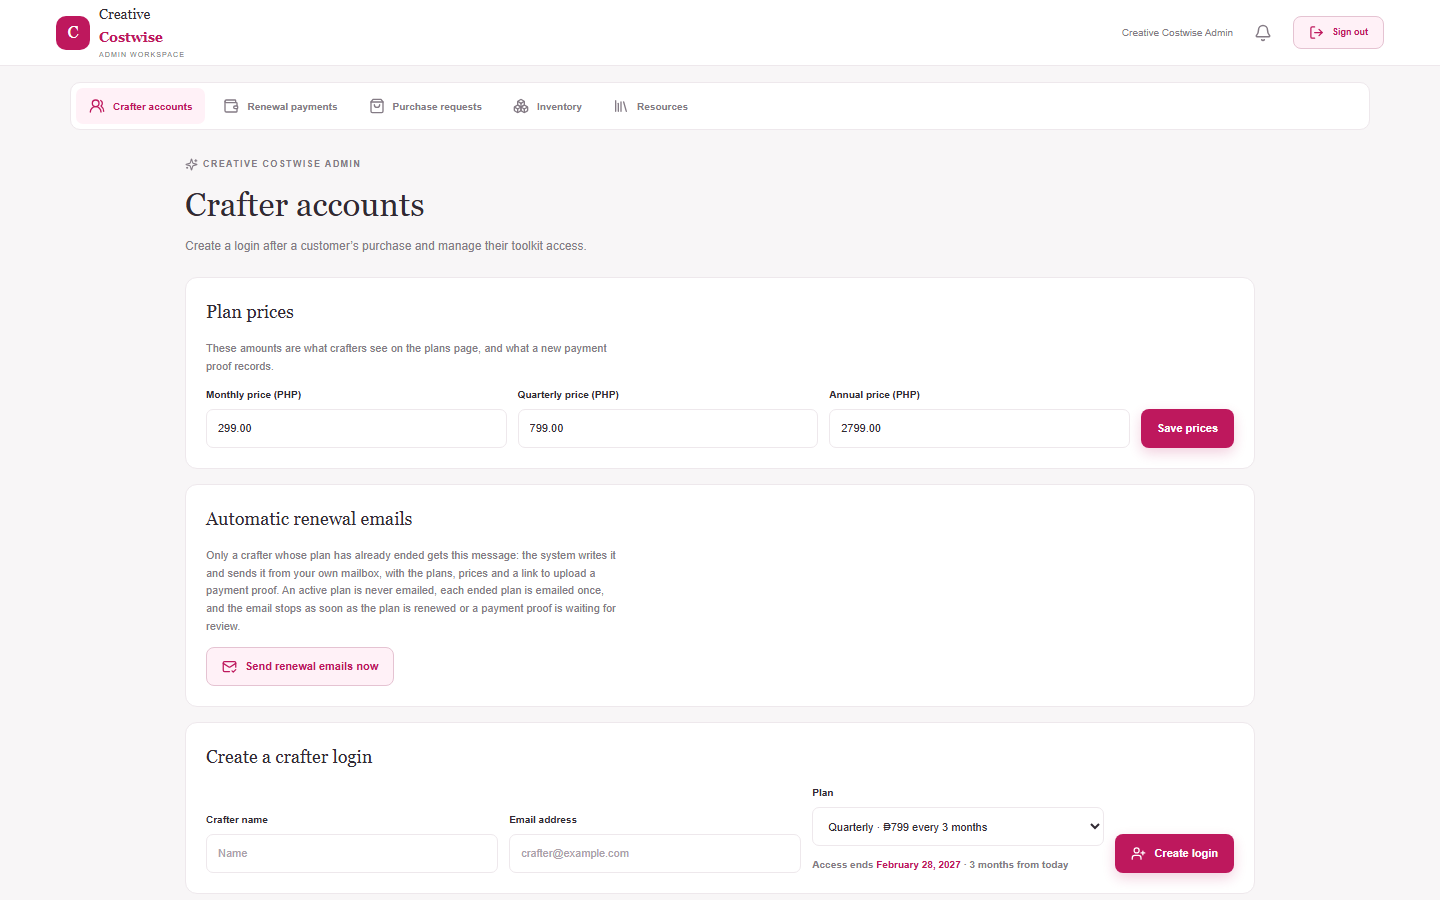 C
Creative
Costwise
ADMIN WORKSPACE
Creative Costwise Admin
Sign out
Crafter accounts
Renewal payments
Purchase requests
Inventory
Resources
CREATIVE COSTWISE ADMIN
Crafter accounts
Create a login after a customer's purchase and manage their toolkit access.
Plan prices
These amounts are what crafters see on the plans page, and what a new payment
proof records.
Monthly price (PHP)
Quarterly price (PHP)
Annual price (PHP)
299.00
799.00
2799.00
Save prices
Automatic renewal emails
Only a crafter whose plan has already ended gets this message: the system writes it
and sends it from your own mailbox, with the plans, prices and a link to upload a
payment proof. An active plan is never emailed, each ended plan is emailed once,
and the email stops as soon as the plan is renewed or a payment proof is waiting for
review.
Send renewal emails now
Create a crafter login
Crafter name
Name
Email address
crafter@example.com
Plan
Quarterly · ₱799 every 3 months
Access ends February 28, 2027 · 3 months from today
Create login